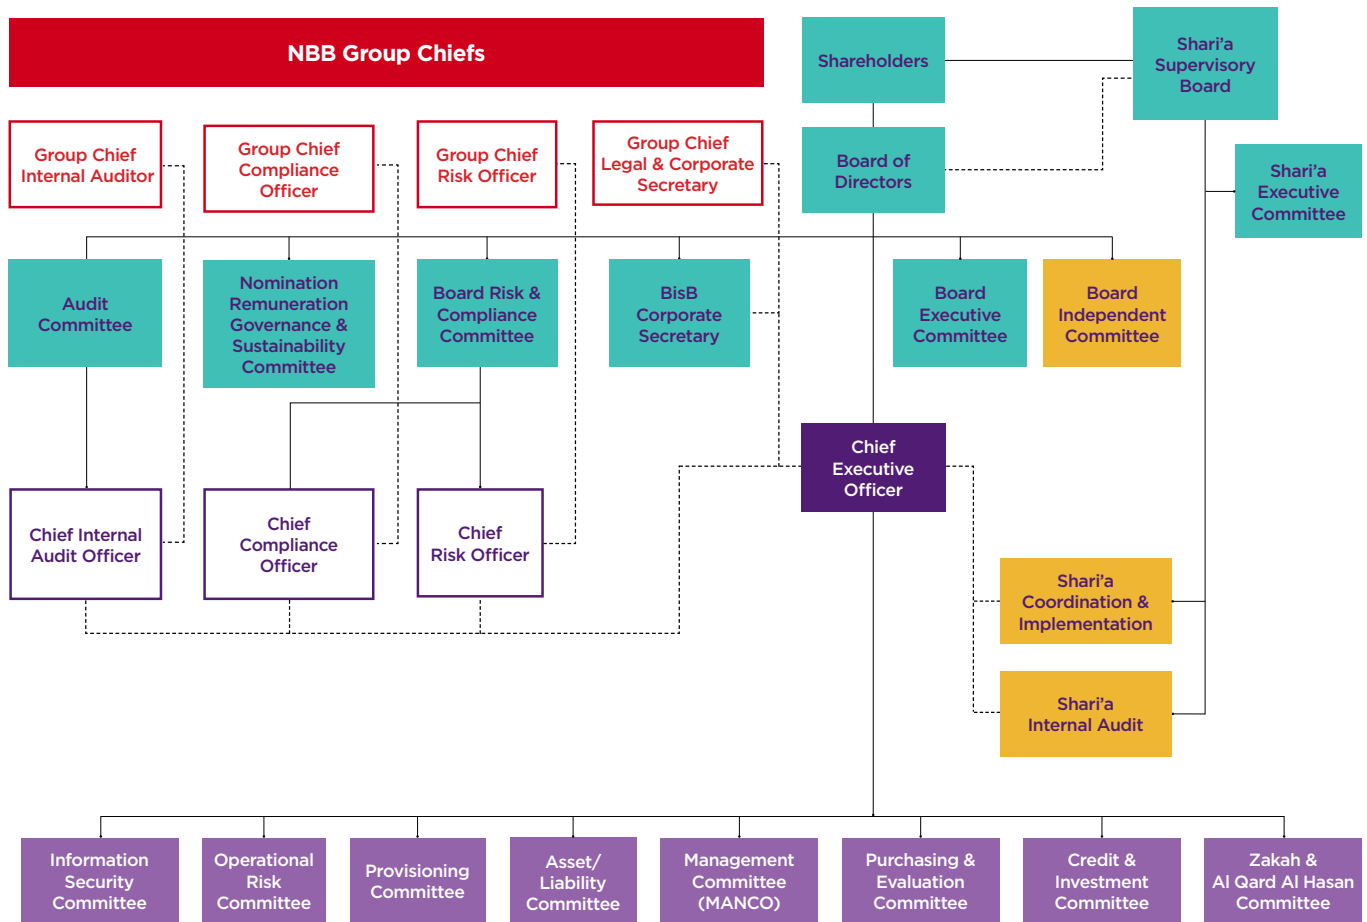 NBB Group Chiefs
Shareholders
Shari'a
Supervisory
Board
Group Chief
Internal Auditor
Group Chief
Compliance
Officer
Group Chief
Risk Officer
Group Chief
Legal & Corporate
Secretary
Board of
Directors
Shari'a
Executive
Committee
Audit
Committee
Nomination
Remuneration
Governance &
Sustainability
Committee
Board Risk &
Compliance
Committee
BisB
Corporate
Secretary
Board
Executive
Committee
Board
Independent
Committee
Chief
Executive
Officer
Chief Internal
Audit Officer
Chief
Compliance
Officer
Chief
Risk Officer
Shari'a
Coordination &
Implementation
Shari'a
Internal Audit
Information
Security
Committee
Operational
Risk
Committee
Provisioning
Committee
Asset/
Liability
Committee
Management
Committee
(MANCO)
Purchasing &
Evaluation
Committee
Credit &
Investment
Committee
Zakah &
Al Qard Al Hasan
Committee